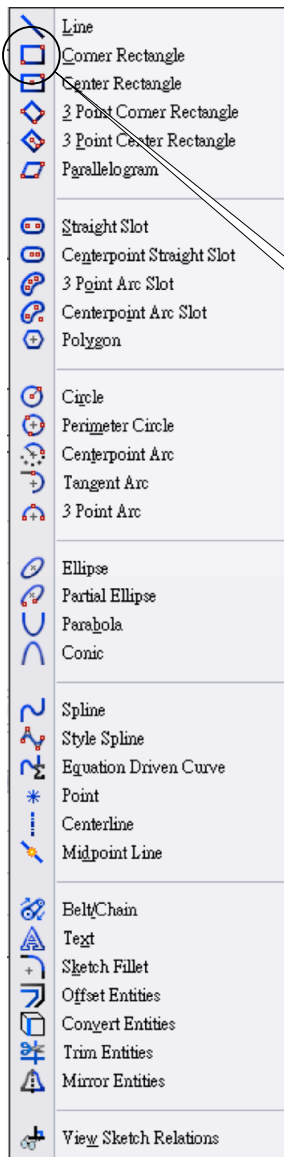 Line
Corner Rectangle
Center Rectangle
3 Point Corner Rectangle
3 Point Center Rectangle
Parallelogram
Straight Slot
Centerpoint Straight Slot
3 Point Arc Slot
Centerpoint Arc Slot
Polygon
Circle
Perimeter Circle
Centerpoint Arc
Tangent Arc
3 Point Arc
Ellipse
Partial Ellipse
Parabola
Conic
Spline
Style Spline
Equation Driven Curve
Point
Centerline
Midpoint Line
Belt/Chain
Text
Sketch Fillet
Offset Entities
Convert Entities
Trim Entities
Mirror Entities
View Sketch Relations